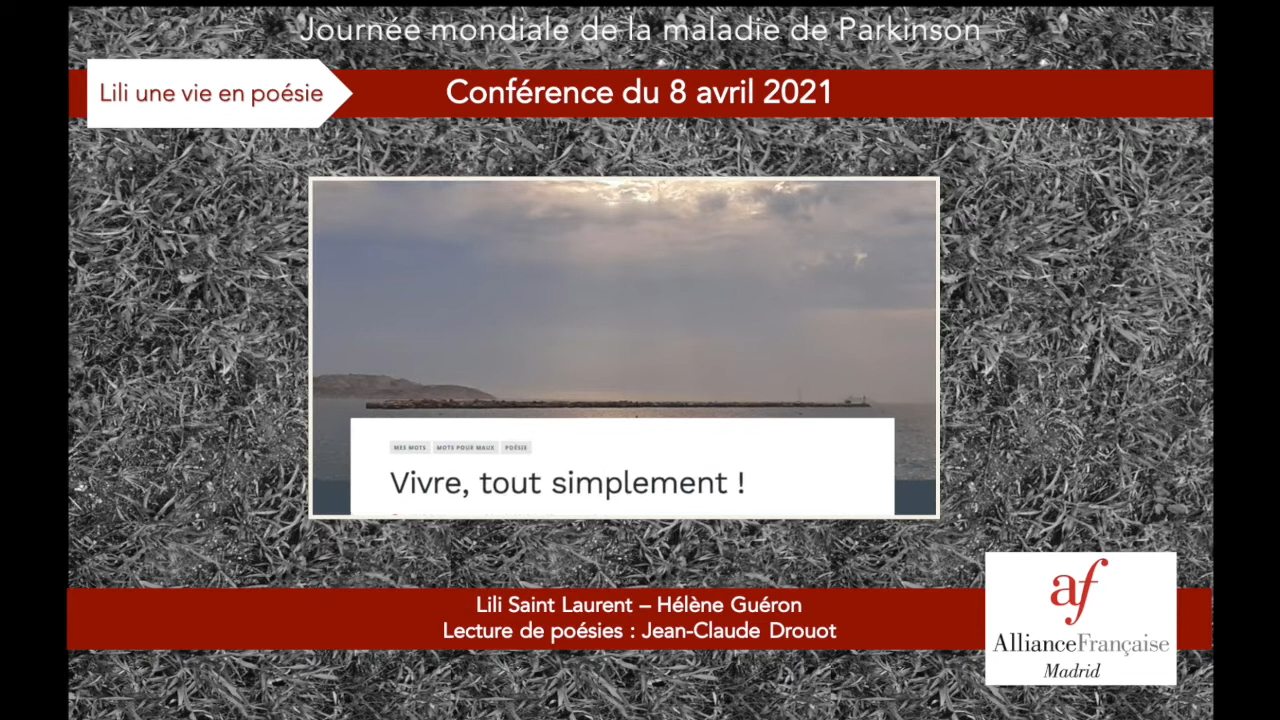 Journée mondiale de la maladie de Parkinson
Lili une vie en poésie
Conférence du 8 avril 2021
MES MOTS MOTS POUR MAUX POÉSIE
Vivre, tout simplement !
Lili Saint Laurent – Hélène Guéron
Lecture de poésies : Jean-Claude Drouot
af
AllianceFrançaise
Madrid